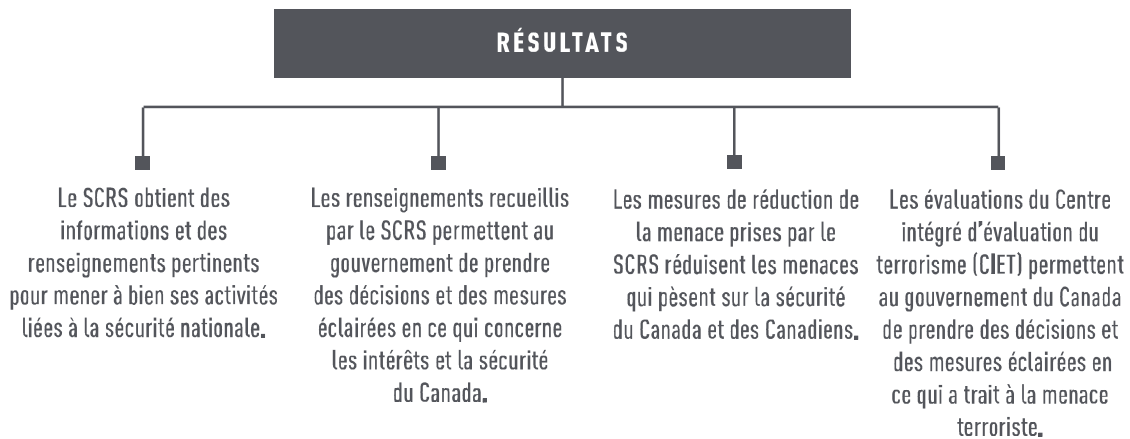 RÉSULTATS
Le SCRS obtient des
informations et des
renseignements pertinents
pour mener à bien ses activités
liées à la sécurité nationale.
Les renseignements recueillis
par le SCRS permettent au
gouvernement de prendre
des décisions et des mesures
éclairées en ce qui concerne
les intérêts et la sécurité
du Canada.
Les mesures de réduction de
la menace prises par le
SCRS réduisent les menaces
qui pèsent sur la sécurité
du Canada et des Canadiens.
Les évaluations du Centre
intégré d'évaluation du
terrorisme (CIET) permettent
au gouvernement du Canada
de prendre des décisions et
des mesures éclairées en
ce qui a trait à la menace
terroriste.